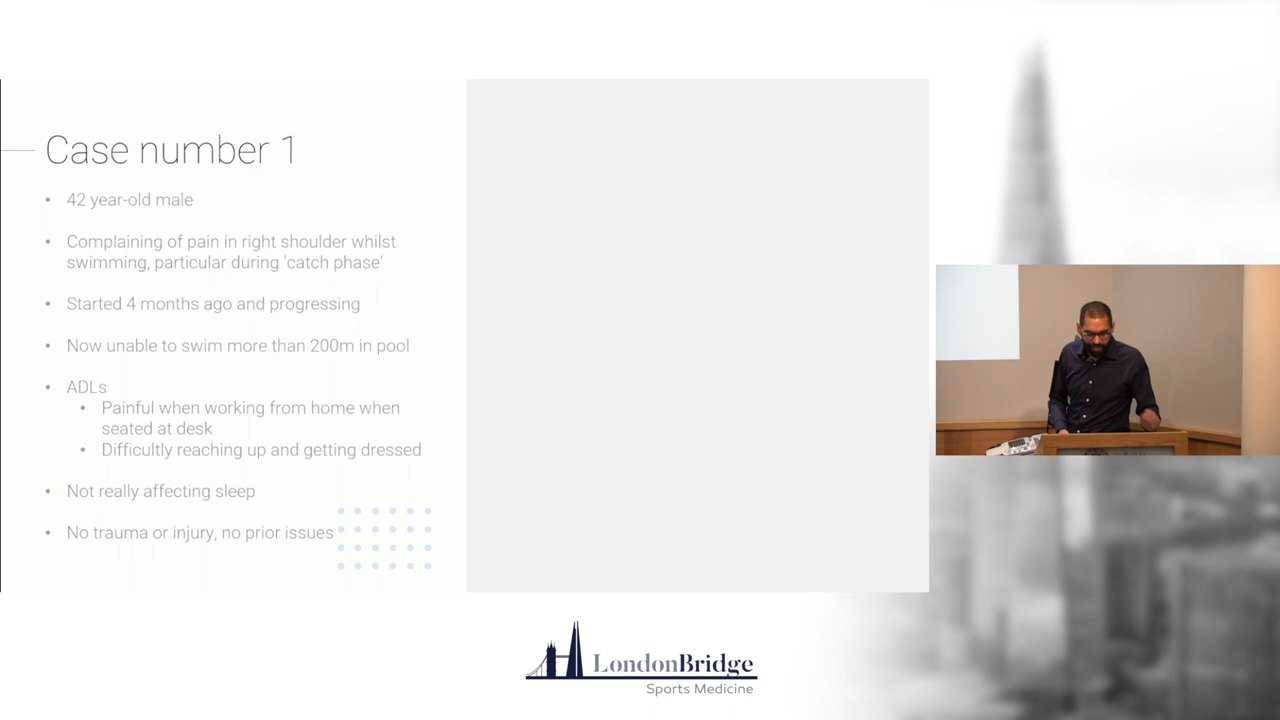 Case number 1
• 42 year-old male
• Complaining of pain in right shoulder whilst
swimming, particular during ‘catch phase’
• Started 4 months ago and progressing
• Now unable to swim more than 200m in pool
• ADLs
• Painful when working from home when
seated at desk
• Difficultly reaching up and getting dressed
• Not really affecting sleep
• No trauma or injury, no prior issues
LondonBridge
Sports Medicine